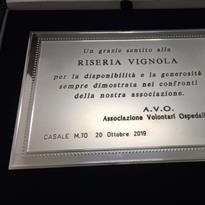 Un grazie sentito alla
RISERIA VIGNOLA
per la disponibilità e la generosità
sempre dimostrata nei confronti
della nostra associazione.
A.V.O.
Associazione Volontari
CASALE M.TO 20 Ottobre 2019